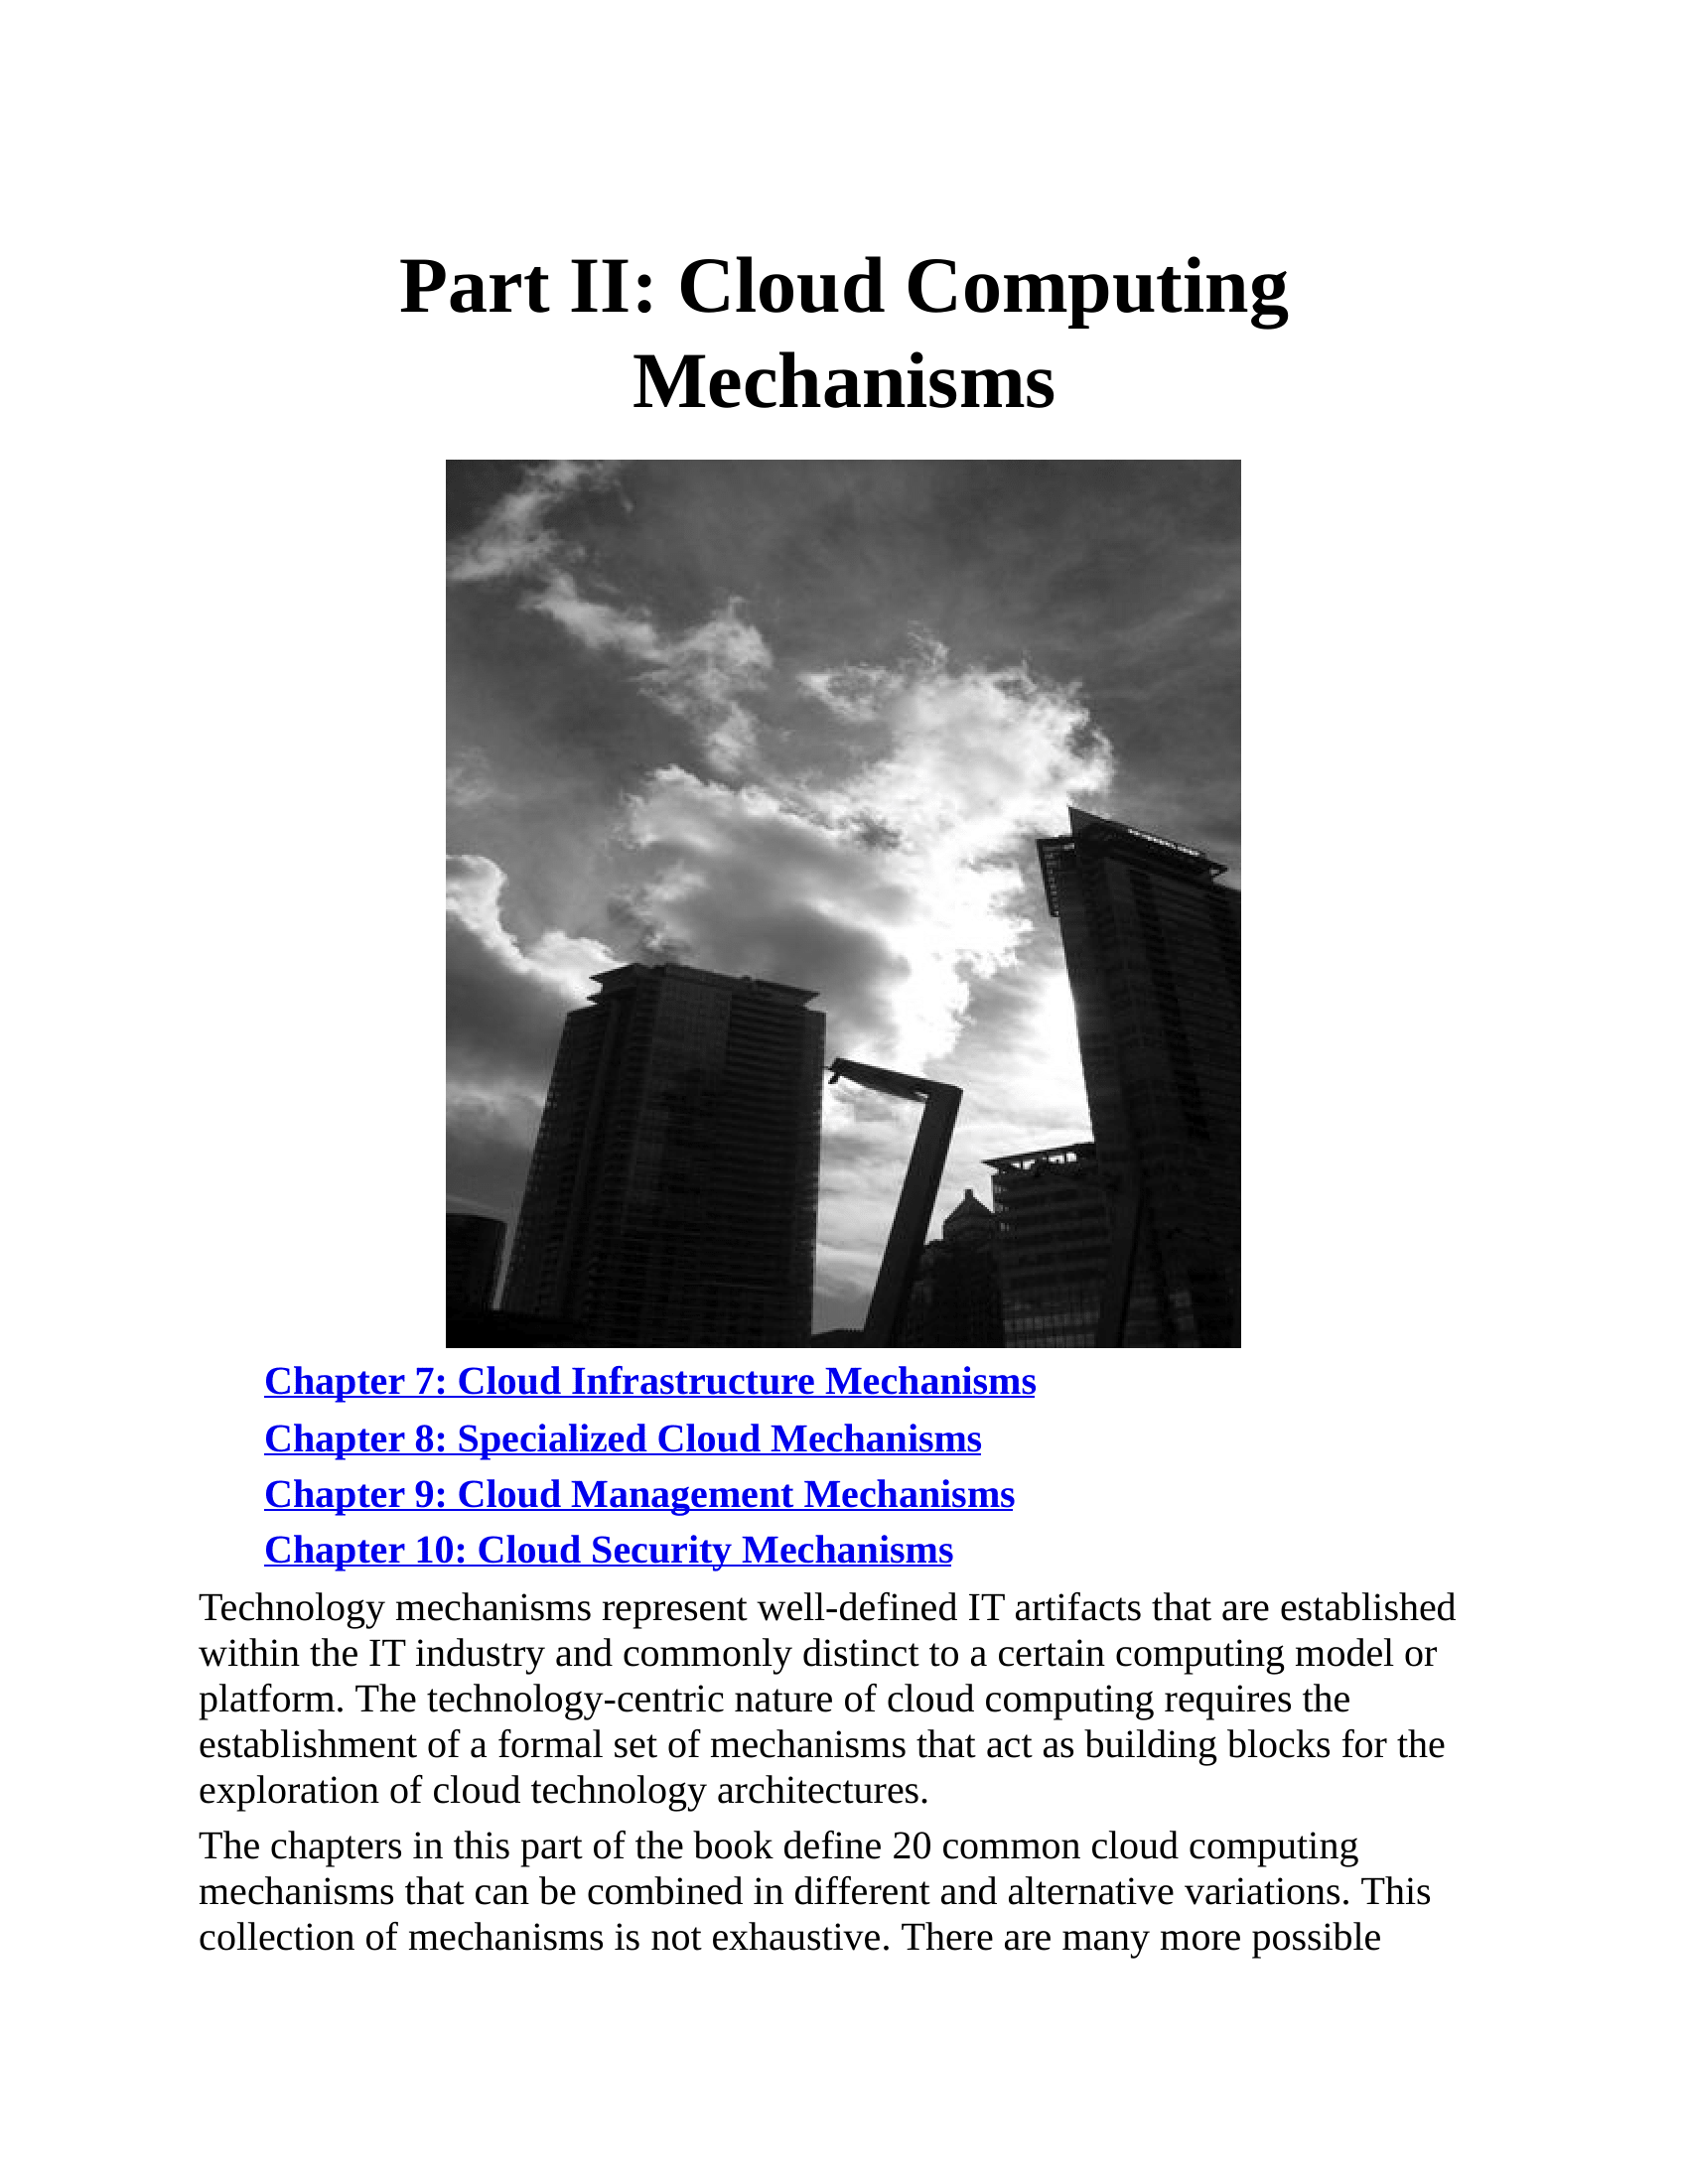 Part II: Cloud Computing
Mechanisms
Chapter 7: Cloud Infrastructure Mechanisms
Chapter 8: Specialized Cloud Mechanisms
Chapter 9: Cloud Management Mechanisms
Chapter 10: Cloud Security Mechanisms
Technology mechanisms represent well-defined IT artifacts that are established
within the IT industry and commonly distinct to a certain computing model or
platform. The technology-centric nature of cloud computing requires the
establishment of a formal set of mechanisms that act as building blocks for the
exploration of cloud technology architectures.
The chapters in this part of the book define 20 common cloud computing
mechanisms that can be combined in different and alternative variations. This
collection of mechanisms is not exhaustive. There are many more possible